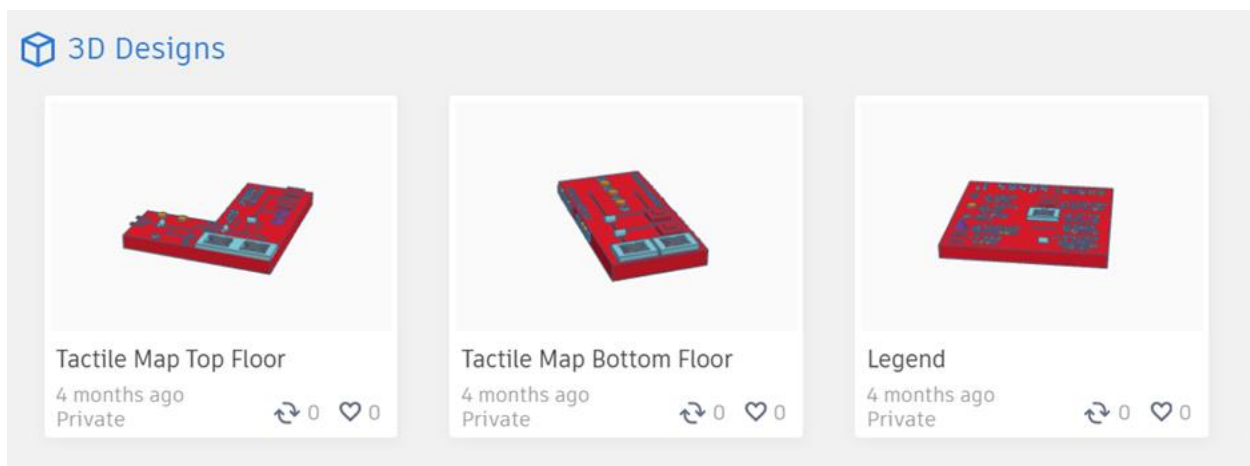 3D Designs
Tactile Map Top Floor
4 months ago
Private
0
0
Tactile Map Bottom Floor
4 months ago
Private
0
0
Legend
4 months ago
Private
0
0